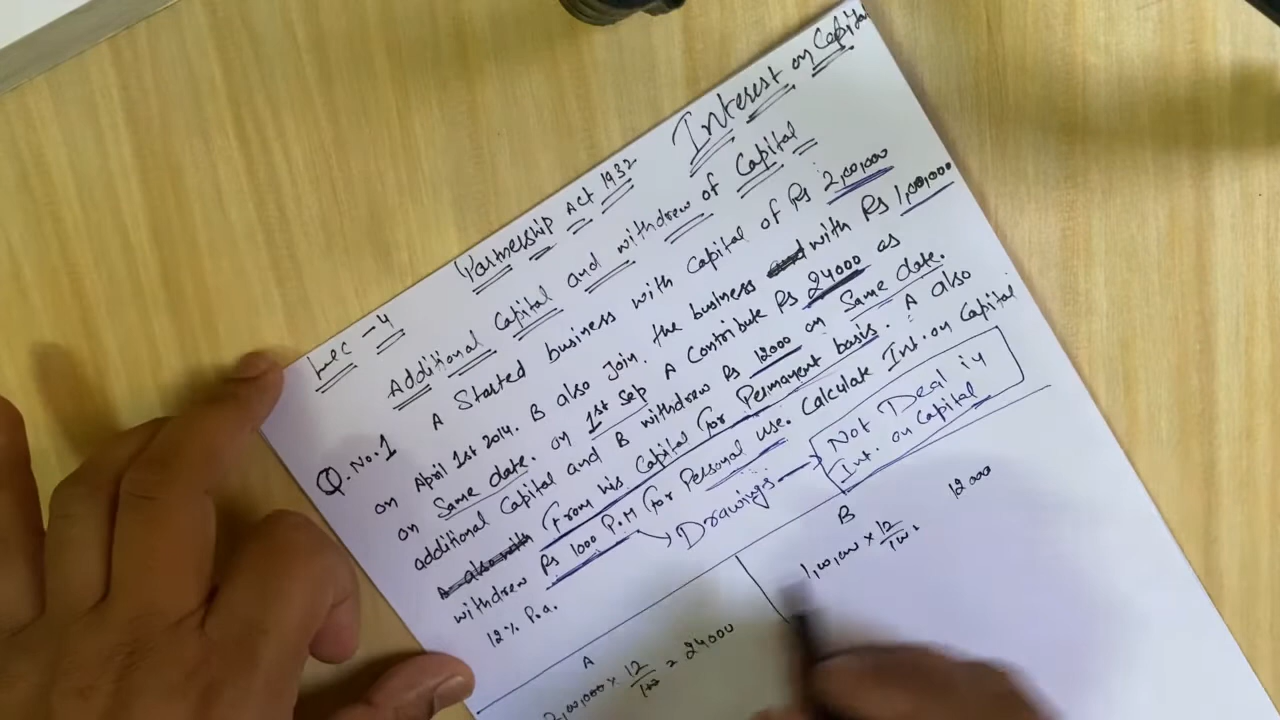 Lec - 4 Partnership Act 1932 Interest on Capital
Additional Capital and withdrew of Capital
Q.No.1 A Started business with Capital of Rs 2,00,000
on April 1st 2014. B also Join. the business with Rs 1,00,000
on Same date. on 1st Sep A Contribute Rs 24000 as
additional Capital and B withdrew Rs 12000 on Same date.
From his Capital for Permanent basis. A also
withdrew Rs 1000 P.M for Personal use. Calculate Int. on Capital
12% P.a.
Drawings → Not Deal in
Int. on Capital
A
2,00,000 × 12/100 = 24000
B
1,00,000 × 12/100 = 12000